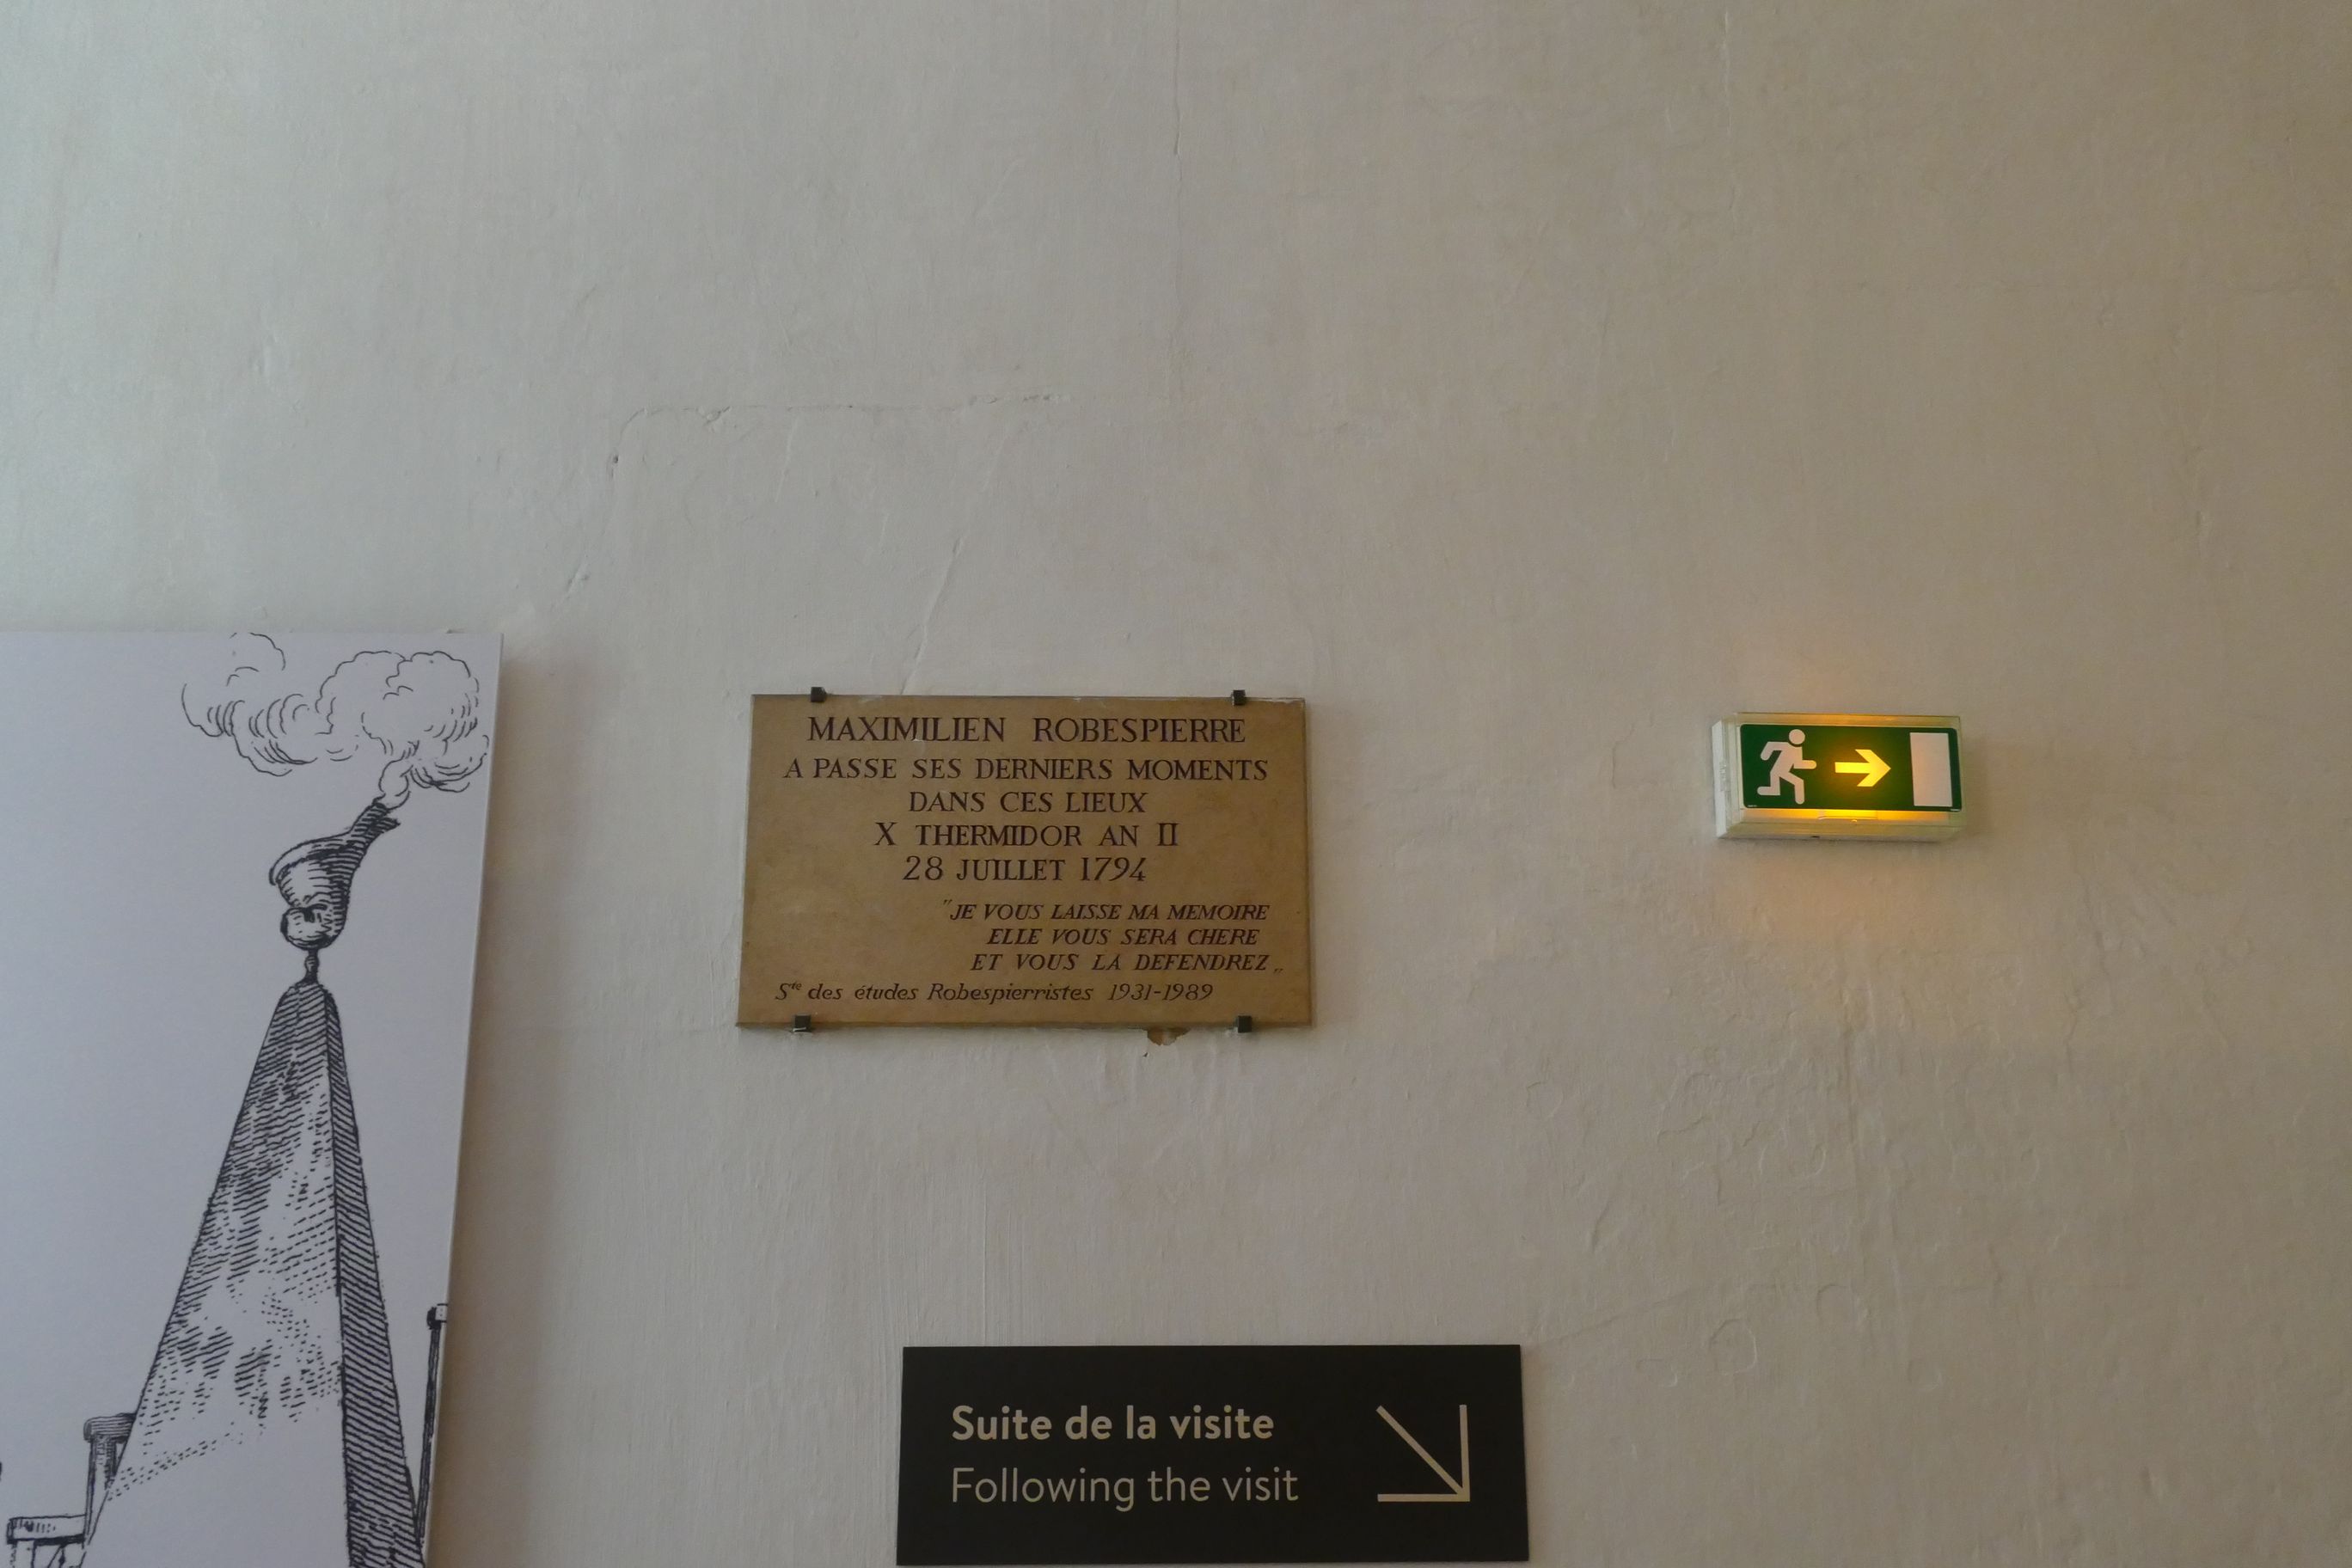 MAXIMILIEN ROBESPIERRE
A PASSE SES DERNIERS MOMENTS
DANS CES LIEUX
X THERMIDOR AN II
28 JUILLET 1794
"JE VOUS LAISSE MA MEMOIRE
ELLE VOUS SERA CHERE
ET VOUS LA DEFENDREZ„
Sté des études Robespierristes 1931-1989
Suite de la visite
Following the visit